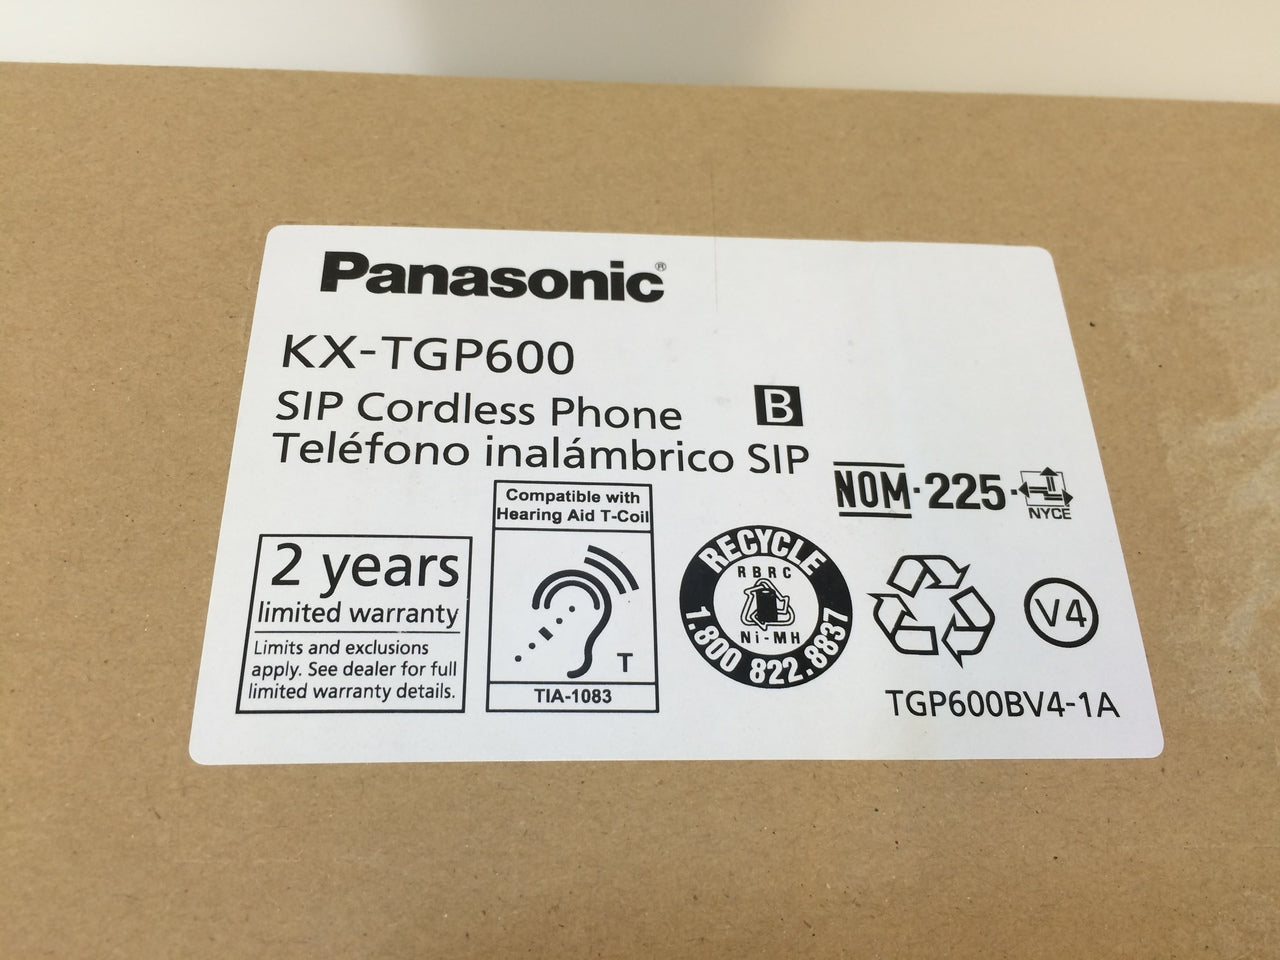 Panasonic®
KX-TGP600
SIP Cordless Phone
B
Teléfono inalámbrico SIP
NOM-225-
NYCE
2 years
limited warranty
Limits and exclusions
apply. See dealer for full
limited warranty details.
Compatible with
Hearing Aid T-Coil
T
TIA-1083
RECYCLE
RBRC
Ni-MH
1.800 822.8837
V4
TGP600BV4-1A